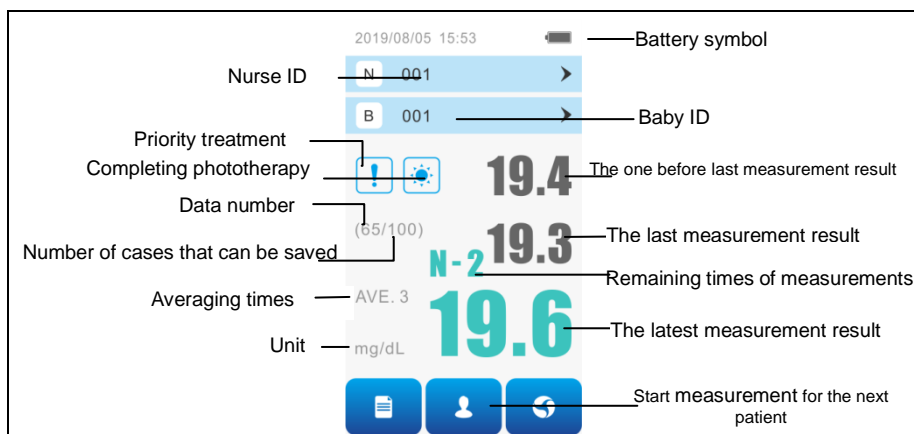 2019/08/05 15:53
Battery symbol
Nurse ID
N 001
B 001
Baby ID
Priority treatment
Completing phototherapy
!
19.4
The one before last measurement result
Data number
(65/100)
19.3
The last measurement result
Number of cases that can be saved
N-2
Remaining times of measurements
Averaging times
AVE. 3
19.6
The latest measurement result
Unit
mg/dL
Start measurement for the next
patient